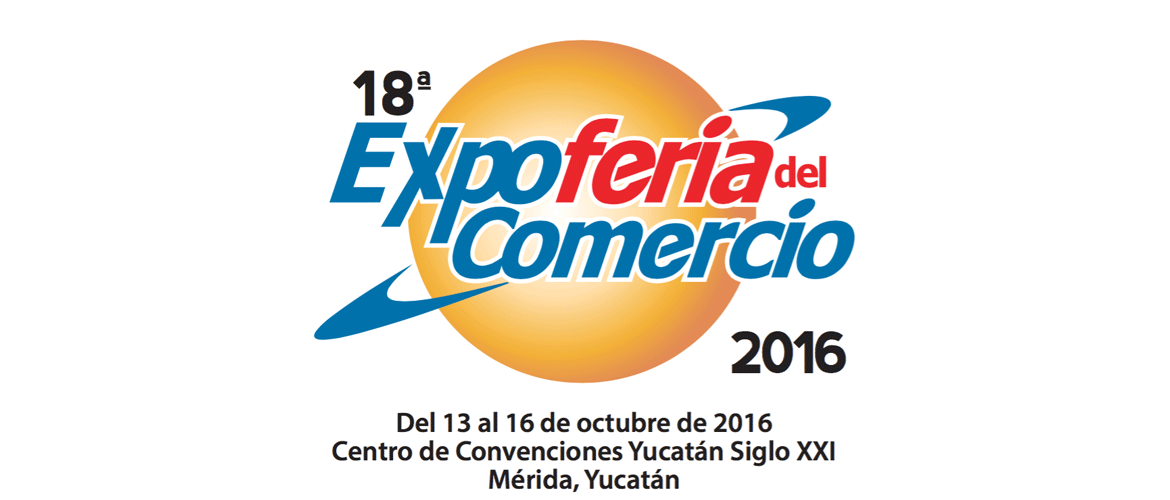 18ª
Expoferia del
Comercio
2016
Del 13 al 16 de octubre de 2016
Centro de Convenciones Yucatán Siglo XXI
Mérida, Yucatán